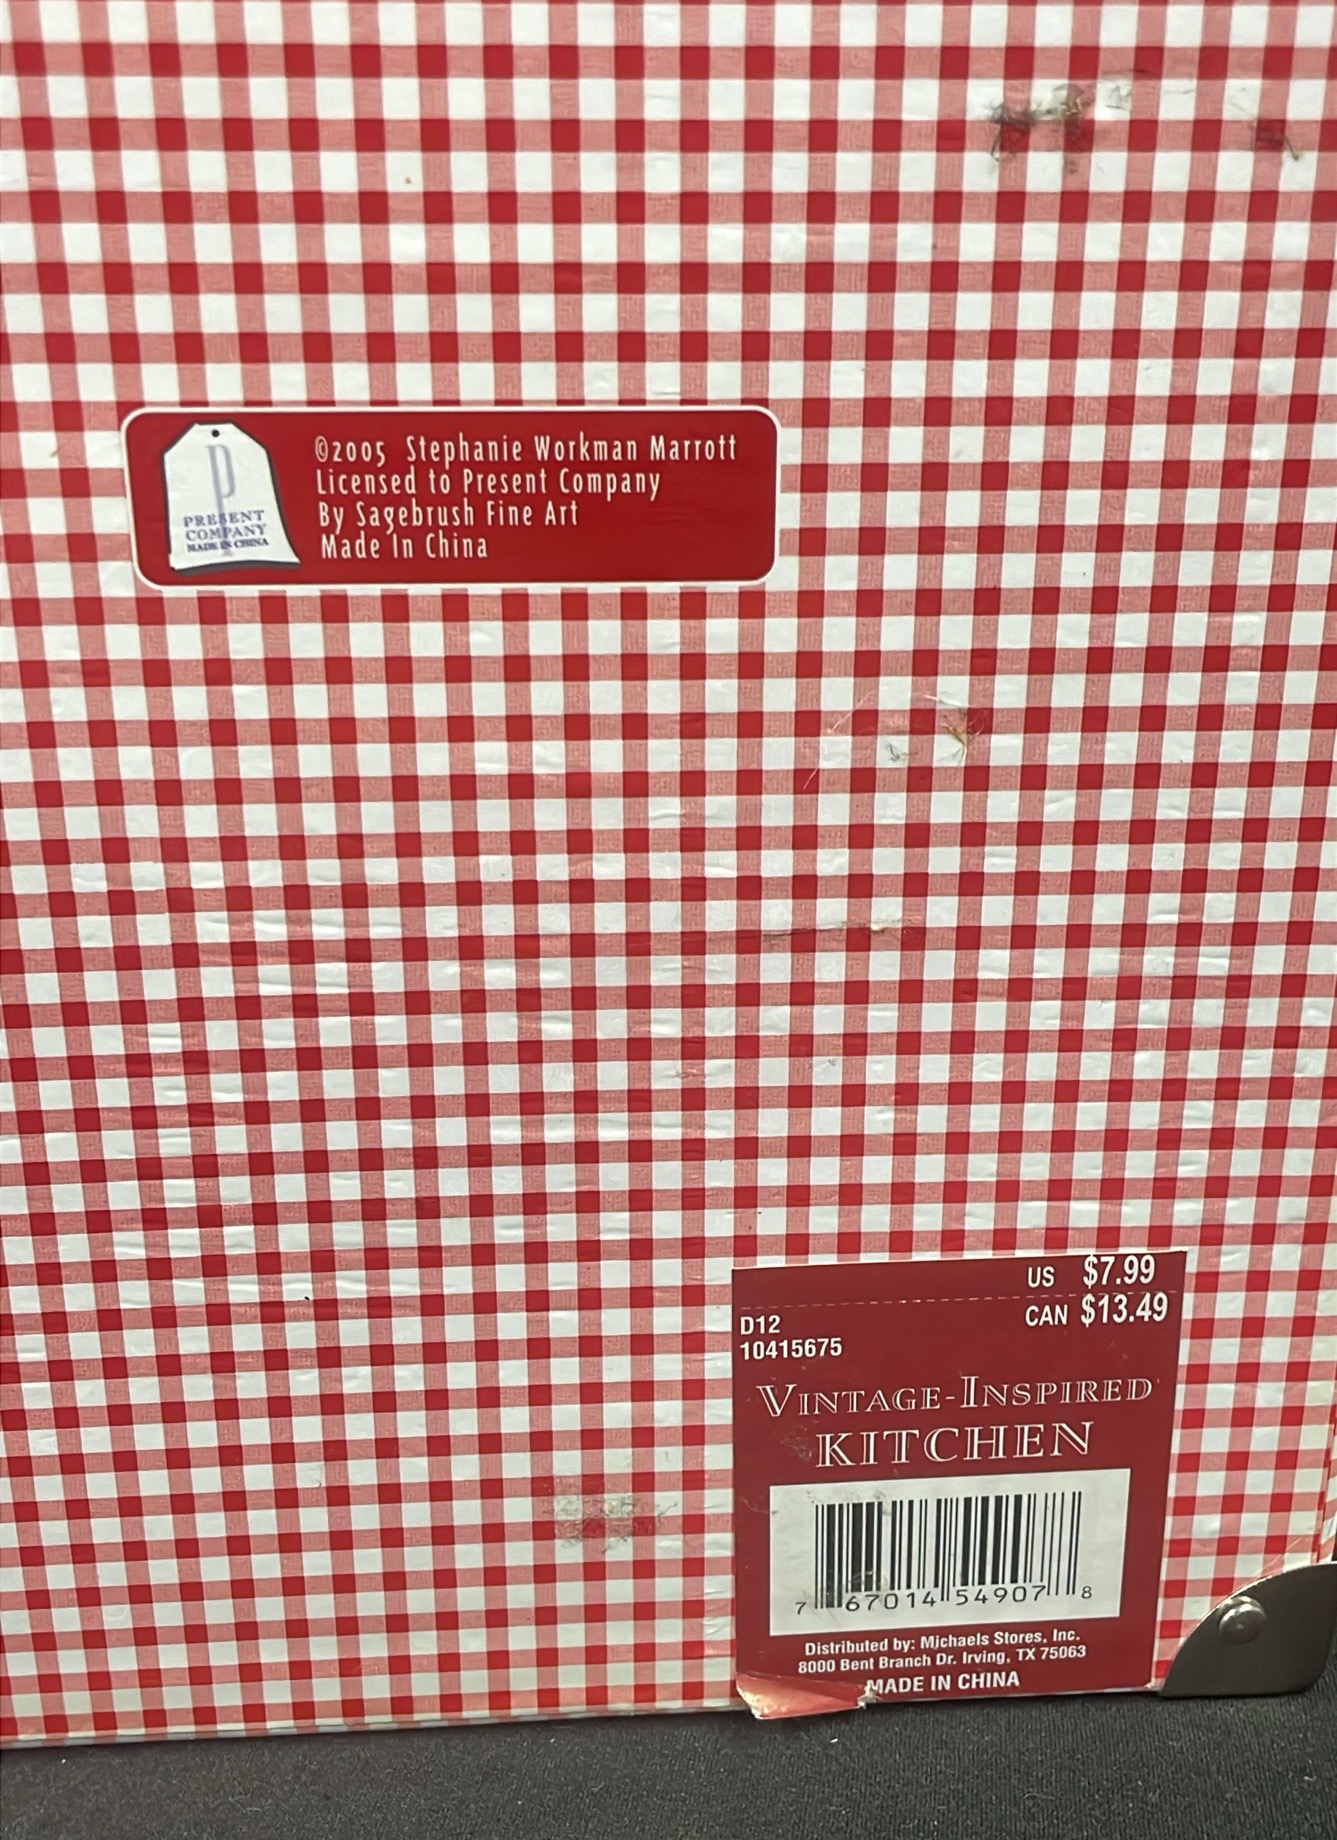 P
PRESENT
COMPANY
MADE IN CHINA
©2005 Stephanie Workman Marrott
Licensed to Present Company
By Sagebrush Fine Art
Made In China
US $7.99
CAN $13.49
D12
10415675
VINTAGE-INSPIRED
KITCHEN
7 67014 54907 8
Distributed by: Michaels Stores, Inc.
8000 Bent Branch Dr. Irving, TX 75063
MADE IN CHINA